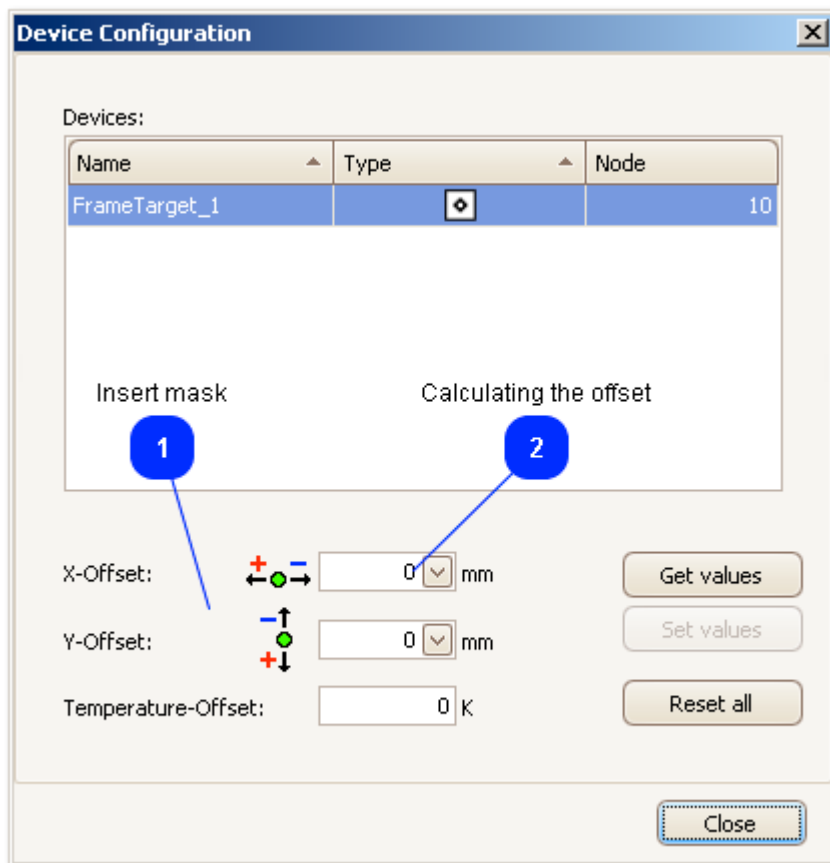 Device Configuration
Devices:
Name Type Node
FrameTarget_1 10
Insert mask Calculating the offset
1 2
X-Offset: + - 0 mm Get values
Y-Offset: - + 0 mm Set values
Temperature-Offset: 0 K Reset all
Close